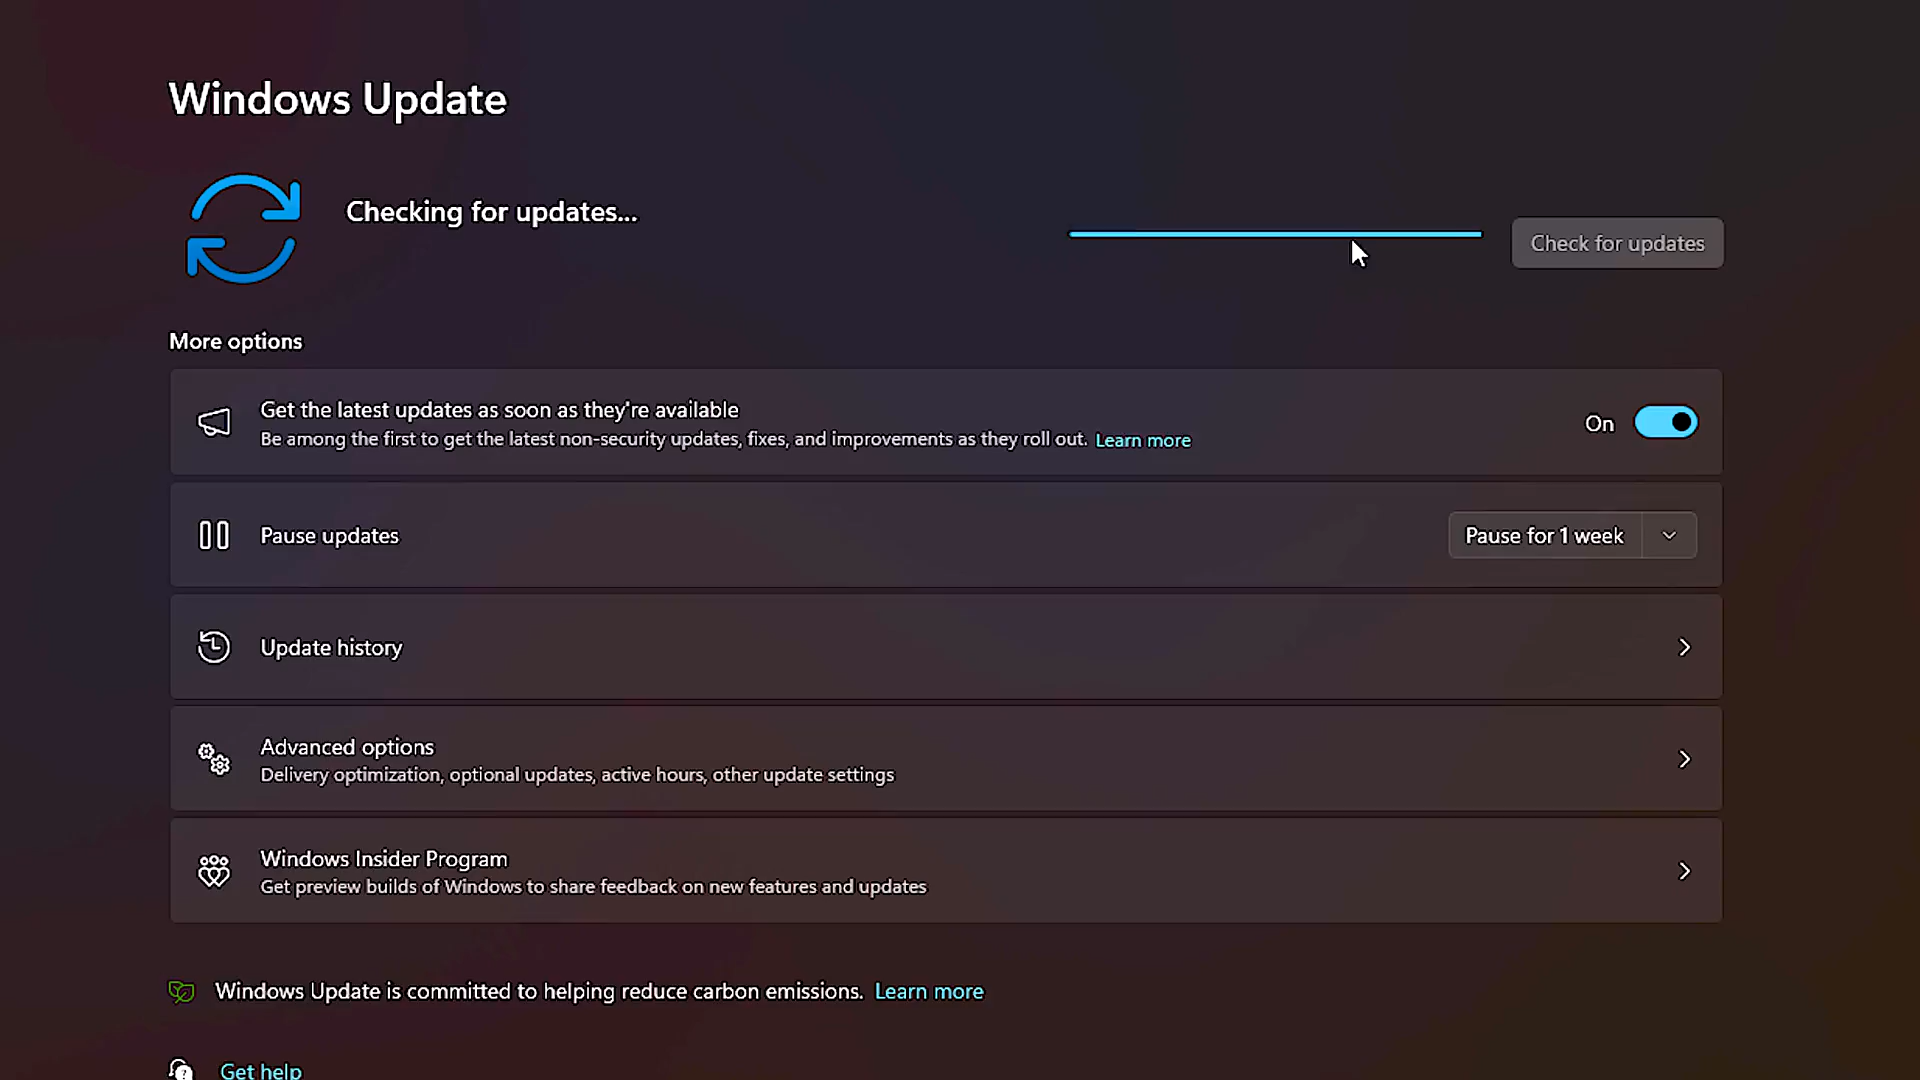 Windows Update
Checking for updates...
Check for updates
More options
Get the latest updates as soon as they're available
Be among the first to get the latest non-security updates, fixes, and improvements as they roll out. Learn more
On
Pause updates
Pause for 1 week
Update history
Advanced options
Delivery optimization, optional updates, active hours, other update settings
Windows Insider Program
Get preview builds of Windows to share feedback on new features and updates
Windows Update is committed to helping reduce carbon emissions. Learn more
Get help